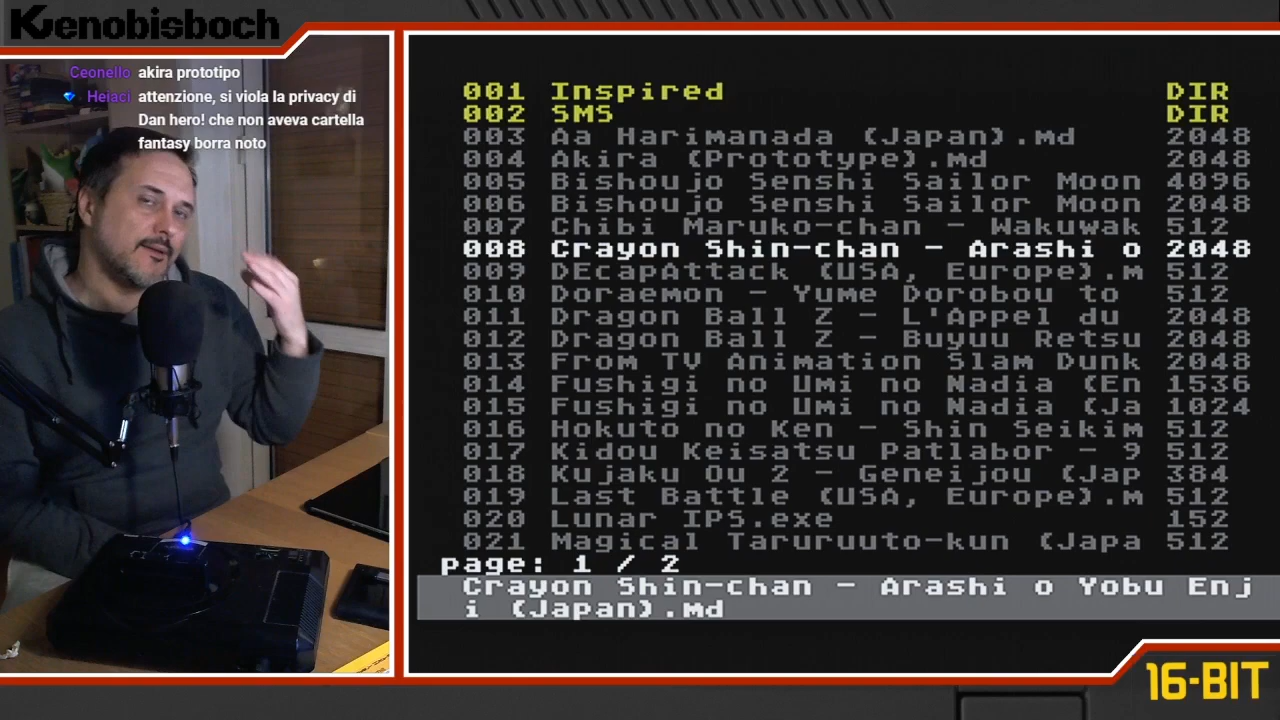 Kenobisboch
Ceonello akira prototipo
Heiaci attenzione, si viola la privacy di
Dan hero! che non aveva cartella
fantasy borra noto
001 Inspired DIR
002 SMS DIR
003 Aa Harimanada (Japan).md 2048
004 Akira (Prototype).md 2048
005 Bishoujo Senshi Sailor Moon 4096
006 Bishoujo Senshi Sailor Moon 2048
007 Chibi Maruko-chan - Wakuwak 512
008 Crayon Shin-chan - Arashi o 2048
009 DEcapAttack (USA, Europe).m 512
010 Doraemon - Yume Dorobou to 512
011 Dragon Ball Z - L'Appel du 2048
012 Dragon Ball Z - Buyuu Retsu 2048
013 From TV Animation Slam Dunk 2048
014 Fushigi no Umi no Nadia (En 1536
015 Fushigi no Umi no Nadia (Ja 1024
016 Hokuto no Ken - Shin Seikim 512
017 Kidou Keisatsu Patlabor - 9 512
018 Kujaku Ou 2 - Geneijou (Jap 384
019 Last Battle (USA, Europe).m 512
020 Lunar IPS.exe 152
021 Magical Taruruuto-kun (Japa 512
page: 1 / 2
Crayon Shin-chan - Arashi o Yobu Enj
i (Japan).md
16-BIT